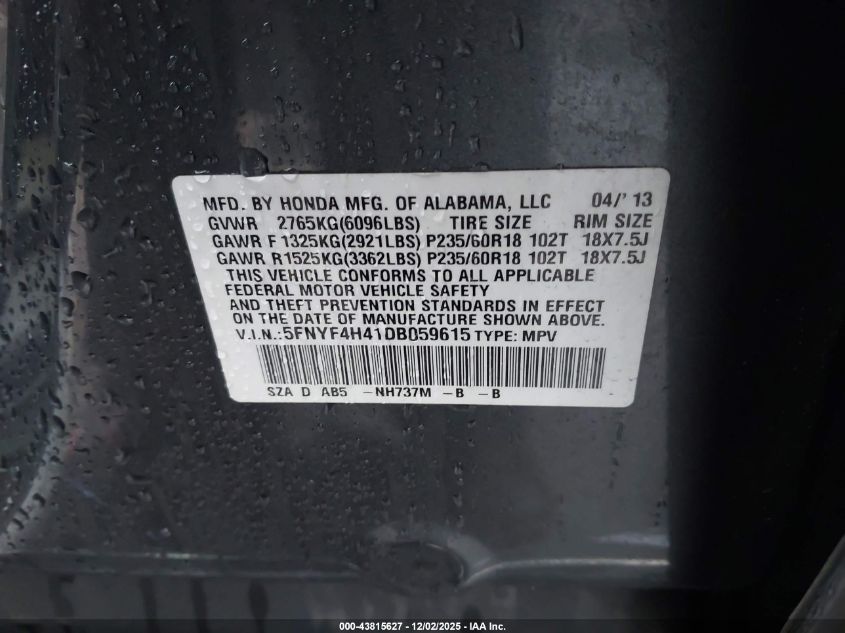 MFD. BY HONDA MFG. OF ALABAMA, LLC 04/'13
GVWR 2765KG(6096LBS) TIRE SIZE RIM SIZE
GAWR F1325KG(2921LBS) P235/60R18 102T 18X7.5J
GAWR R1525KG(3362LBS) P235/60R18 102T 18X7.5J
THIS VEHICLE CONFORMS TO ALL APPLICABLE
FEDERAL MOTOR VEHICLE SAFETY
AND THEFT PREVENTION STANDARDS IN EFFECT
ON THE DATE OF MANUFACTURE SHOWN ABOVE.
V.I.N.:5FNYF4H41DB059615 TYPE: MPV
SZA D AB5 -NH737M -B -B
000-43815627 - 12/02/2025 - IAA Inc.